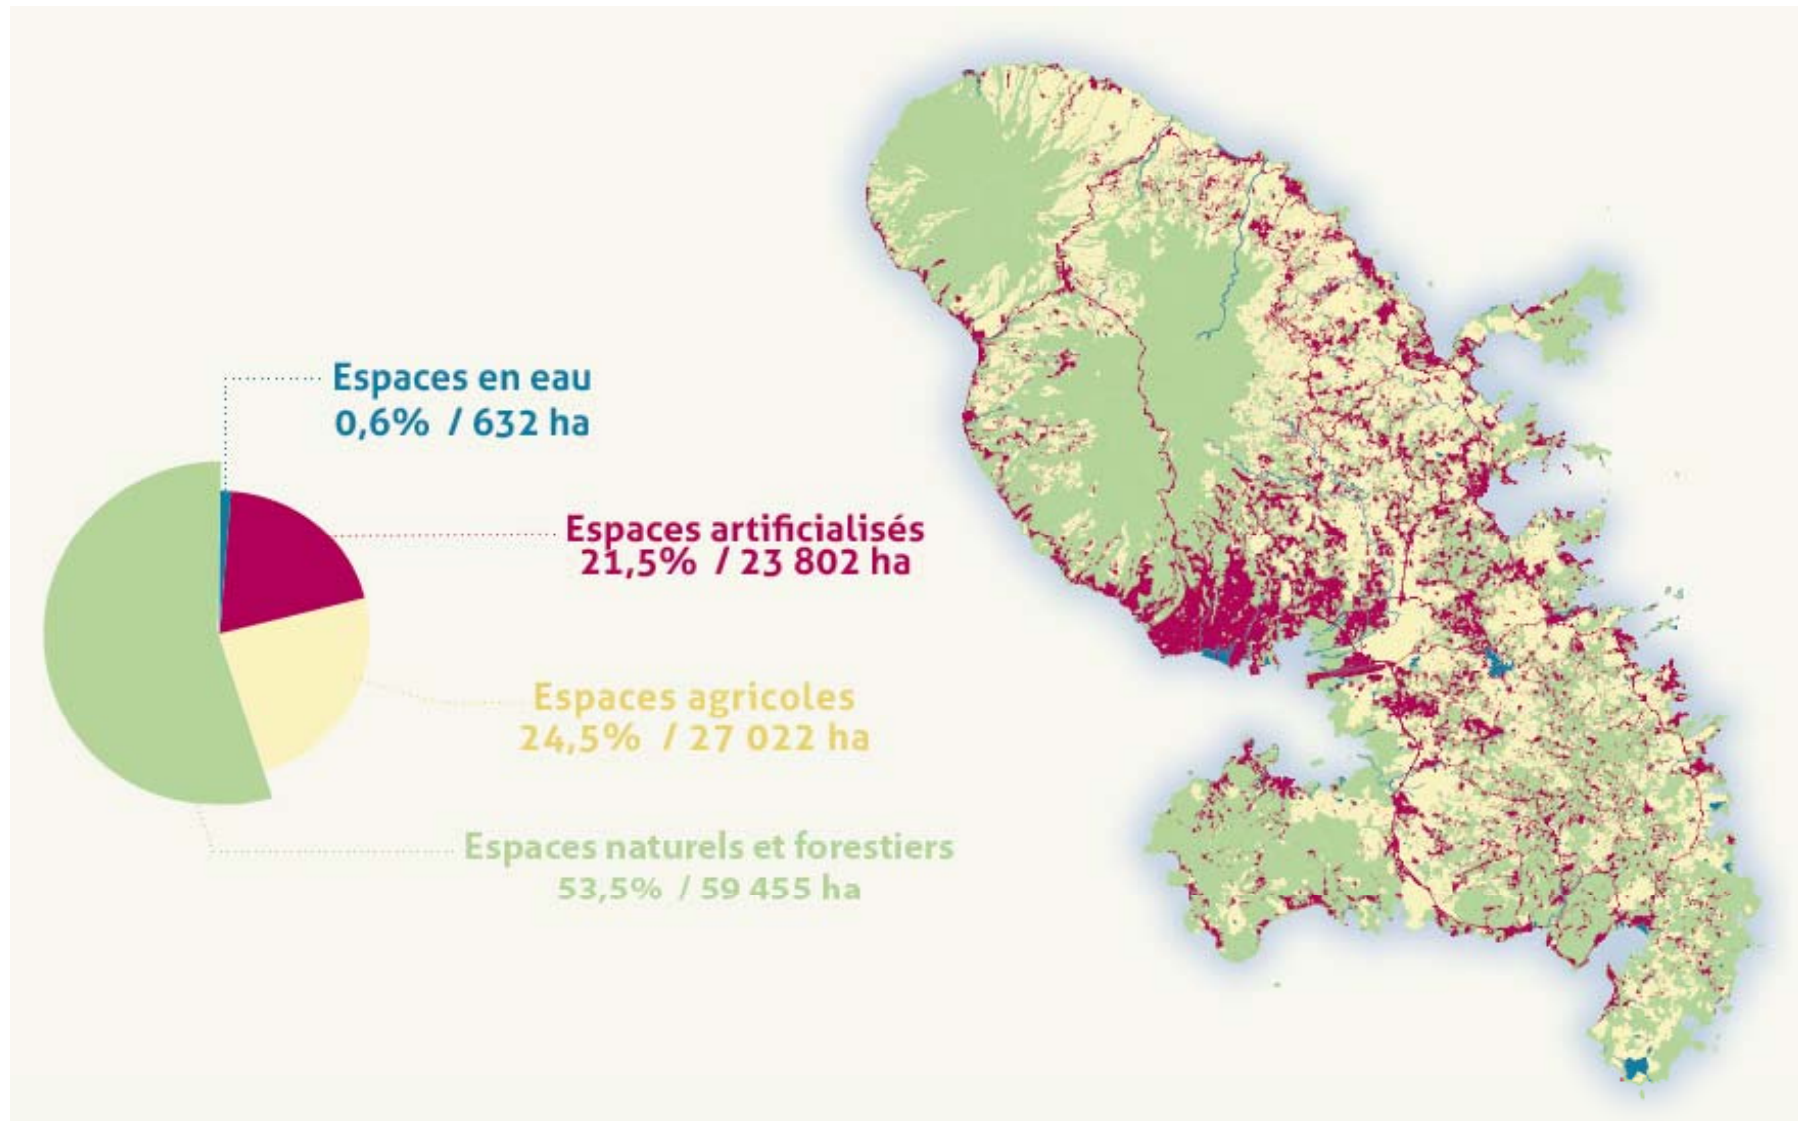 Espaces en eau
0,6% / 632 ha
Espaces artificialisés
21,5% / 23 802 ha
Espaces agricoles
24,5% / 27 022 ha
Espaces naturels et forestiers
53,5% / 59 455 ha